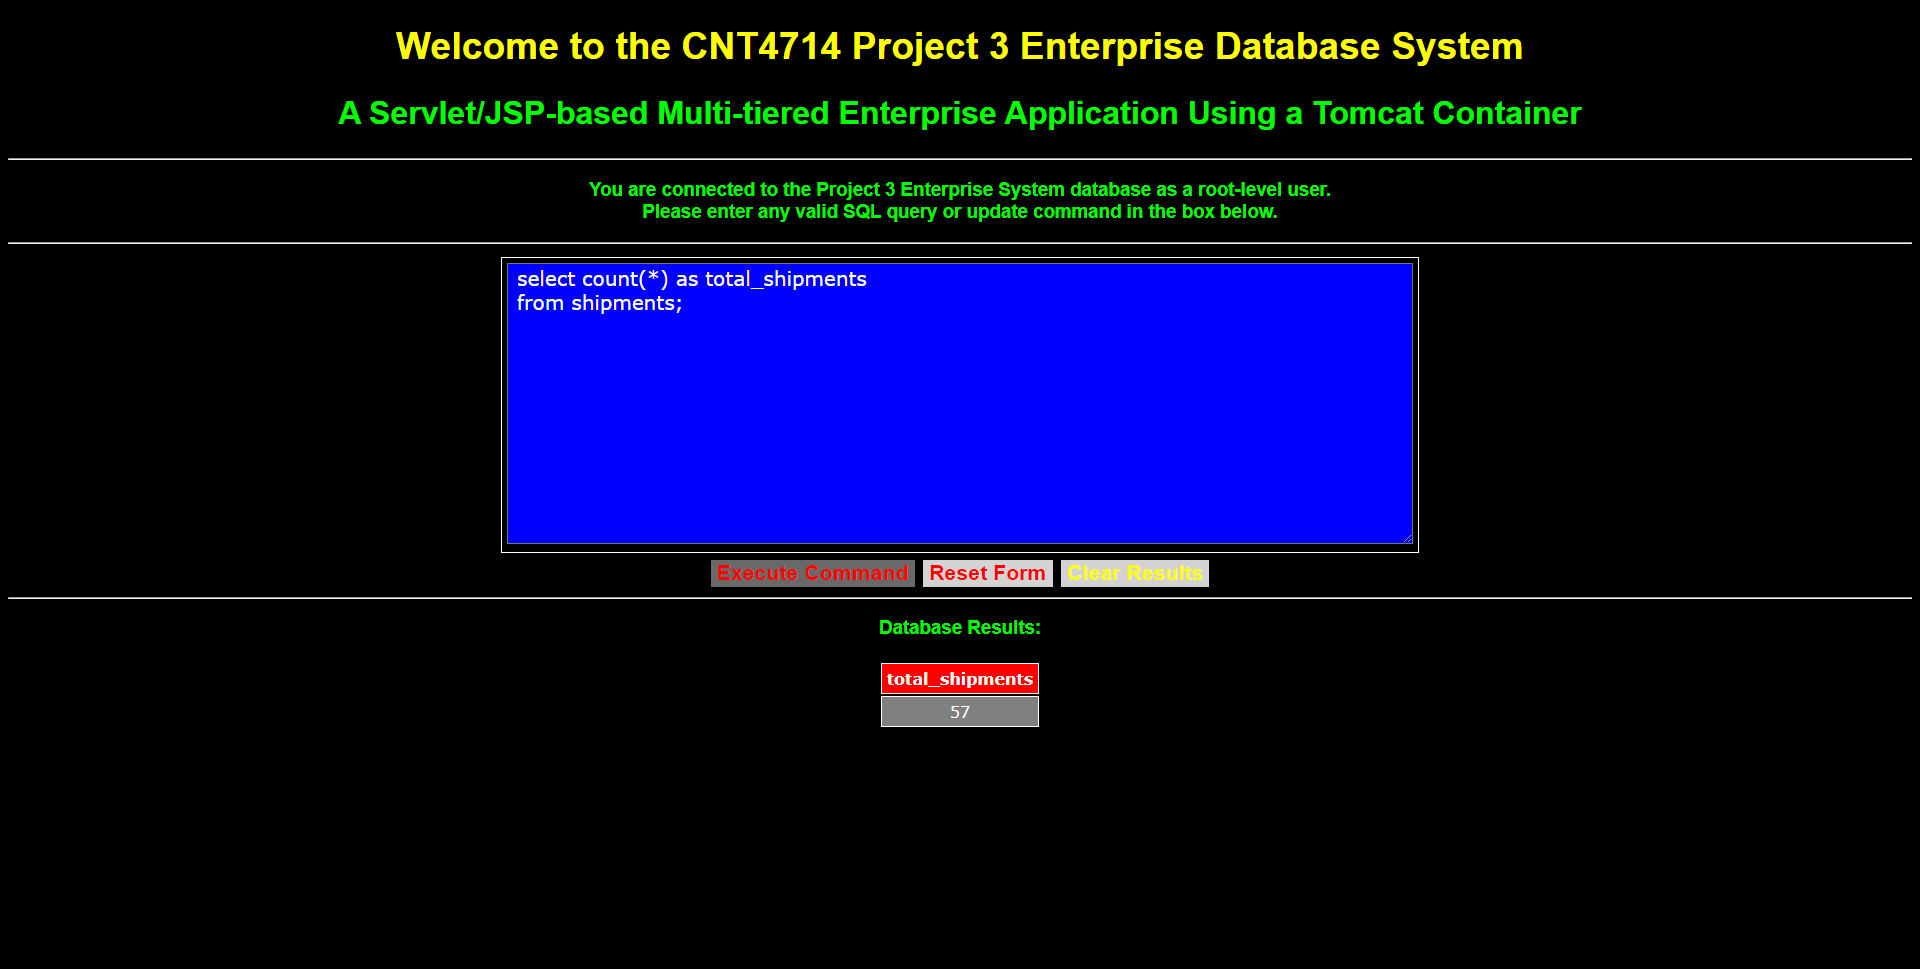 Welcome to the CNT4714 Project 3 Enterprise Database System
A Servlet/JSP-based Multi-tiered Enterprise Application Using a Tomcat Container
You are connected to the Project 3 Enterprise System database as a root-level user.
Please enter any valid SQL query or update command in the box below.
select count(*) as total_shipments
from shipments;
Execute Command Reset Form Clear Results
Database Results:
total_shipments
57